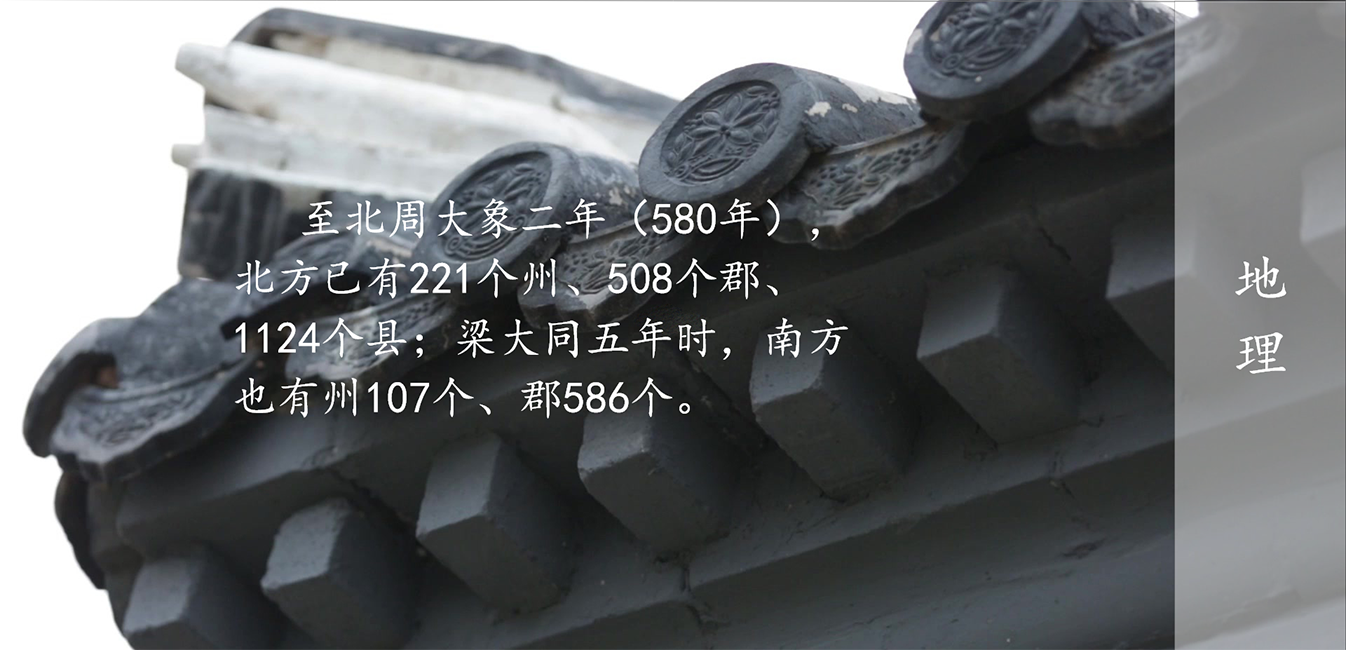 至北周大象二年（580年），
北方已有221个州、508个郡、
1124个县；梁大同五年时，南方
也有州107个、郡586个。
地
理